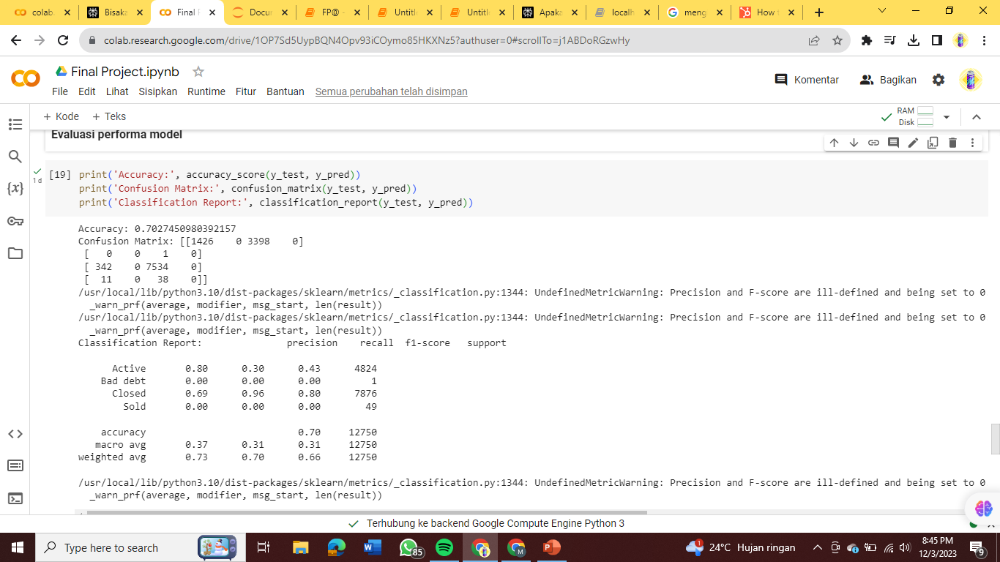 colab. Bisaka Final F Docum FP@ - Untitle Untitle Apaka localh meng How t
colab.research.google.com/drive/1OP7Sd5UypBQN4Opv93iCOymo85HKXNz5?authuser=0#scrollTo=j1ABDoRGzwHy
Final Project.ipynb
Komentar Bagikan
File Edit Lihat Sisipkan Runtime Fitur Bantuan Semua perubahan telah disimpan
+ Kode + Teks
RAM
Disk
Evaluasi performa model
[19] print('Accuracy:', accuracy_score(y_test, y_pred))
1 d
print('Confusion Matrix:', confusion_matrix(y_test, y_pred))
print('Classification Report:', classification_report(y_test, y_pred))
Accuracy: 0.7027450980392157
Confusion Matrix: [[1426    0 3398    0]
[   0    0    1    0]
[ 342    0 7534    0]
[  11    0   38    0]]
/usr/local/lib/python3.10/dist-packages/sklearn/metrics/_classification.py:1344: UndefinedMetricWarning: Precision and F-score are ill-defined and being set to 0
_warn_prf(average, modifier, msg_start, len(result))
/usr/local/lib/python3.10/dist-packages/sklearn/metrics/_classification.py:1344: UndefinedMetricWarning: Precision and F-score are ill-defined and being set to 0
_warn_prf(average, modifier, msg_start, len(result))
Classification Report:               precision    recall  f1-score   support
Active       0.80      0.30      0.43      4824
Bad debt       0.00      0.00      0.00         1
Closed       0.69      0.96      0.80      7876
Sold       0.00      0.00      0.00        49
accuracy                           0.70     12750
macro avg       0.37      0.31      0.31     12750
weighted avg       0.73      0.70      0.66     12750
/usr/local/lib/python3.10/dist-packages/sklearn/metrics/_classification.py:1344: UndefinedMetricWarning: Precision and F-score are ill-defined and being set to 0
_warn_prf(average, modifier, msg_start, len(result))
Terhubung ke backend Google Compute Engine Python 3
Type here to search
85
1
24°C Hujan ringan
8:45 PM
12/3/2023
9